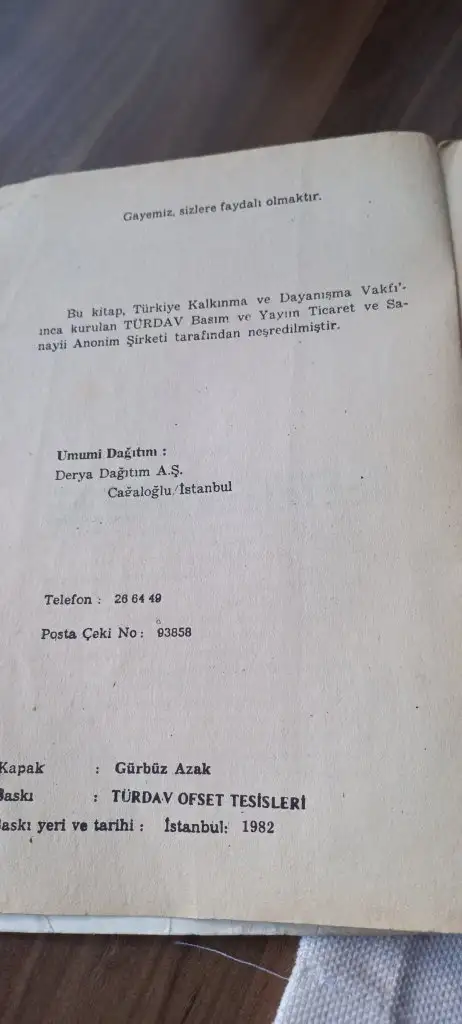 Gayemiz, sizlere faydalı olmaktır.
Bu kitap, Türkiye Kalkınma ve Dayanışma Vakfı'-
ınca kurulan TÜRDAV Basım ve Yayın Ticaret ve Sa-
nayii Anonim Şirketi tarafından neşredilmiştir.
Umumi Dağıtım :
Derya Dağıtım A.Ş.
Cağaloğlu/İstanbul
Telefon : 26 64 49
Posta Çeki No : 93858
Kapak : Gürbüz Azak
Baskı : TÜRDAV OFSET TESİSLERİ
Baskı yeri ve tarihi : İstanbul: 1982